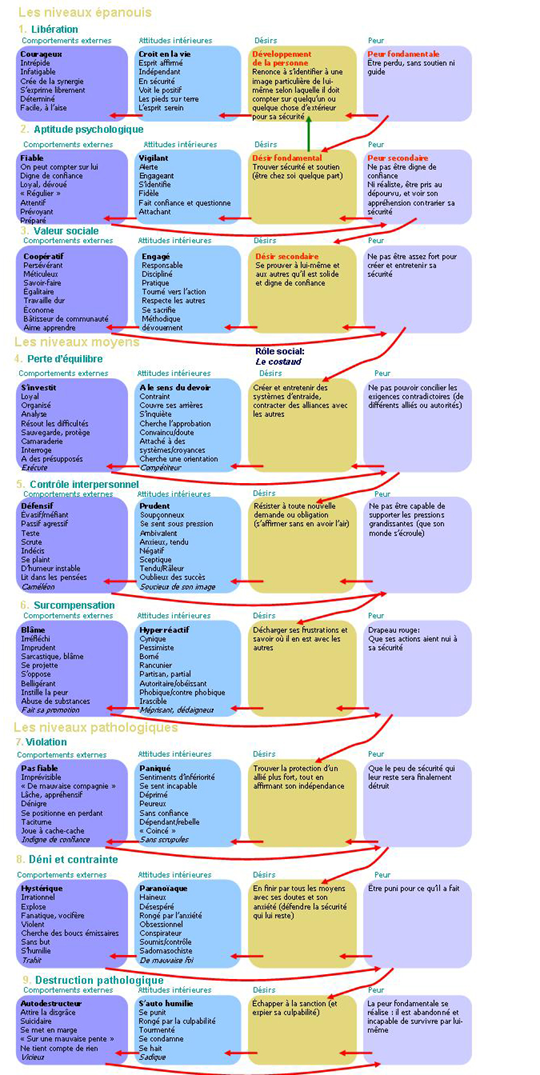 Les niveaux épanouis
1. Libération
Comportements externes
Attitudes intérieures
Désirs
Peur
Courageux
Intrépide
Infatigable
Crée de la synergie
S'exprime librement
Déterminé
Facile, à l'aise
Croit en la vie
Esprit affirmé
Indépendant
En sécurité
Voit le positif
Les pieds sur terre
L'esprit serein
Développement
de la personne
Renoce à s'identifier à une
image particulière de lui-
même selon laquelle il doit
compter sur quelqu'un ou
quelque chose d'extérieur
pour sa sécurité
Peur fondamentale
Être perdu, sans soutien ni
guide
2. Aptitude psychologique
Comportements externes
Attitudes intérieures
Désirs
Peur
Fiable
On peut compter sur lui
Digne de confiance
Loyal, dévoué
« Régulier »
Attentif
Prévoyant
Préparé
Vigilant
Alerte
Engageant
S'identifie
Fidèle
Fait confiance et questionne
Attachant
Désir fondamental
Trouver sécurité et soutien
(être chez soi quelque part)
Peur secondaire
Ne pas être digne de
confiance
Ni réaliste, être pris au
dépourvu, et voir son
appréhension contrarier sa
sécurité
3. Valeur sociale
Comportements externes
Attitudes intérieures
Désirs
Peur
Coopératif
Persévérant
Méticuleux
Savoir-faire
Égalitaire
Travaille dur
Économe
Bâtisseur de communauté
Aime apprendre
Engagé
Responsable
Discipliné
Pratique
Tourné vers l'action
Respecte les autres
Se sacrifie
Méthodique
dévouement
Désir secondaire
Se prouver à lui-même et
aux autres qu'il est solide
et digne de confiance
Ne pas être assez fort pour
créer et entretenir sa
sécurité
Les niveaux moyens
Rôle social:
Le costaud
4. Perte d'équilibre
Comportements externes
Attitudes intérieures
Désirs
Peur
S'investit
Loyal
Organisé
Analyse
Résout les difficultés
Sauvegarde, protège
Camaraderie
Interroge
A des présupposés
Exécute
A le sens du devoir
Contraint
Couvre ses arrières
S'inquiète
Cherche l'approbation
Convaincu/doute
Attaché à des
systèmes/croyances
Cherche une orientation
Compétiteur
Créer et entretenir des
systèmes d'entraide,
contracter des alliances avec
les autres
Ne pas pouvoir concilier les
exigences contradictoires (de
différents alliés ou autorités)
5. Contrôle interpersonnel
Comportements externes
Attitudes intérieures
Désirs
Peur
Défensif
Évasif/méfiant
Passif agressif
Teste
Scrute
Indécis
Se plaint
D'humeur instable
Lit dans les pensées
Caméléon
Prudent
Soupçonneux
Se sent sous pression
Ambivalent
Anxieux, tendu
Négatif
Sceptique
Tendu/Râleur
Oublieux des succès
Soucieux de son image
Résister à toute nouvelle
demande ou obligation
(s'affirmer sans en avoir l'air)
Ne pas être capable de
supporter les pressions
grandissantes (que son
monde s'écroule)
6. Surcompensation
Comportements externes
Attitudes intérieures
Désirs
Peur
Blâme
Irréfléchi
Imprudent
Sarcastique, blâme
Se projette
S'oppose
Belligérant
Instille la peur
Abuse de substances
Fait sa promotion
Hyper réactif
Cynique
Pessimiste
Borné
Rancunier
Partisan, partial
Autoritaire/obéissant
Phobique/contre phobique
Irascible
Méprisant, dédaigneux
Décharger ses frustrations et
savoir où il en est avec les
autres
Drapeau rouge:
Que ses actions aient nui à
sa sécurité
Les niveaux pathologiques
7. Violation
Comportements externes
Attitudes intérieures
Désirs
Peur
Pas fiable
Imprévisible
« De mauvaise compagnie »
Lâche, appréhensif
Dénigre
Se positionne en perdant
Taciturne
Joue à cache-cache
Indigne de confiance
Paniqué
Sentiments d'infériorité
Se sent incapable
Déprimé
Peureux
Sans confiance
Dépendant/rebelle
« Coincé »
Sans scrupules
Trouver la protection d'un
allié plus fort, tout en
affirmant son indépendance
Que le peu de sécurité qui
leur reste sera finalement
détruit
8. Déni et contrainte
Comportements externes
Attitudes intérieures
Désirs
Peur
Hystérique
Irrationnel
Explose
Fanatique, vocifère
Violent
Cherche des boucs émissaires
Sans but
S'humilie
Trahir
Paranoïaque
Haineux
Désespéré
Rongé par l'anxiété
Obsessionnel
Conspirateur
Soumis/contrôle
Sadomasochiste
De mauvaise foi
En finir par tous les moyens
avec ses doutes et son
anxiété (défendre la sécurité
qui lui reste)
Être puni pour ce qu'il a fait
9. Destruction pathologique
Comportements externes
Attitudes intérieures
Désirs
Peur
Autodestructeur
Attire la disgrâce
Suicidaire
Se met en marge
« Sur une mauvaise pente »
Ne tient compte de rien
Vicieux
S'auto humilie
Se punit
Rongé par la culpabilité
Tourmenté
Se condamne
Se hait
Sadique
Échapper à la sanction (et
expier sa culpabilité)
La peur fondamentale se
réalise : il est abandonné et
incapable de survivre par lui-
même